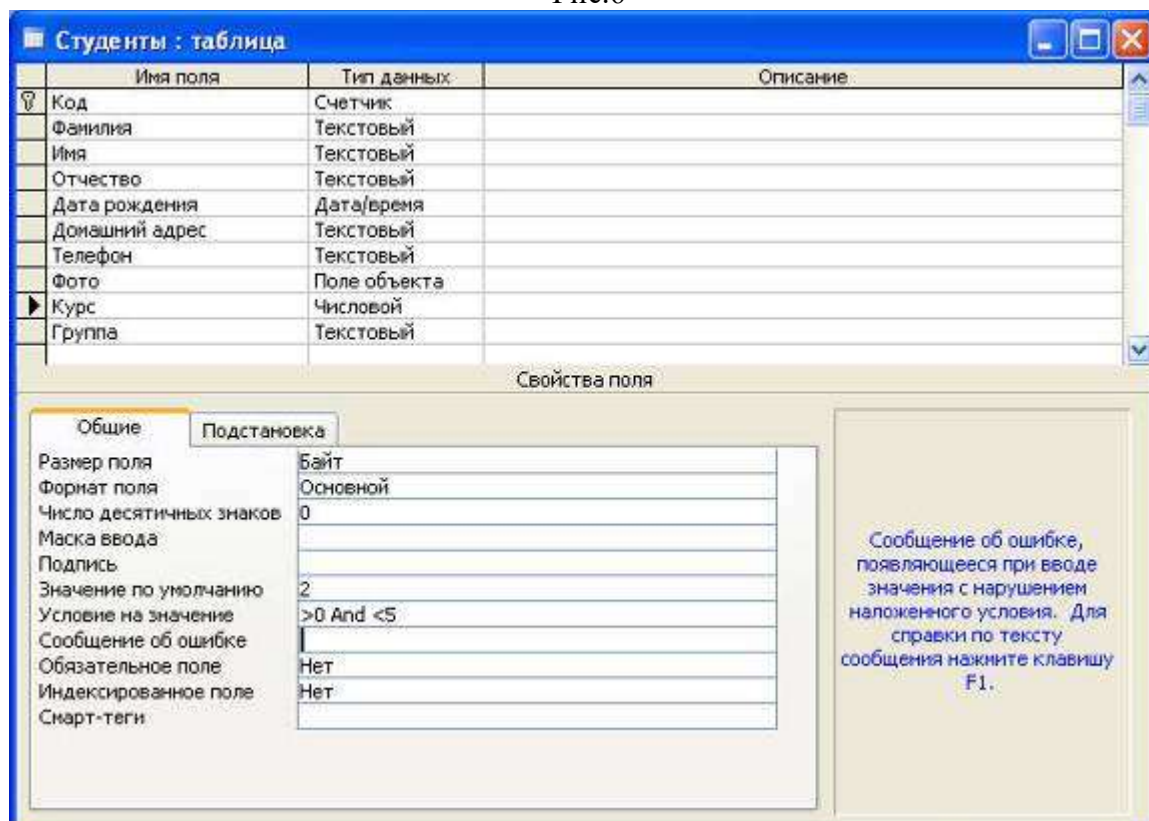 Рис.6
Студенты : таблица
Имя поля Тип данных Описание
Код Счетчик
Фамилия Текстовый
Имя Текстовый
Отчество Текстовый
Дата рождения Дата/время
Домашний адрес Текстовый
Телефон Текстовый
Фото Поле объекта
Курс Числовой
Группа Текстовый
Свойства поля
Общие Подстановка
Размер поля Байт
Формат поля Основной
Число десятичных знаков 0
Маска ввода
Подпись
Значение по умолчанию 2
Условие на значение >0 And <5
Сообщение об ошибке
Обязательное поле Нет
Индексированное поле Нет
Смарт-теги
Сообщение об ошибке,
появляющееся при вводе
значения с нарушением
наложенного условия. Для
справки по тексту
сообщения нажмите клавишу
F1.